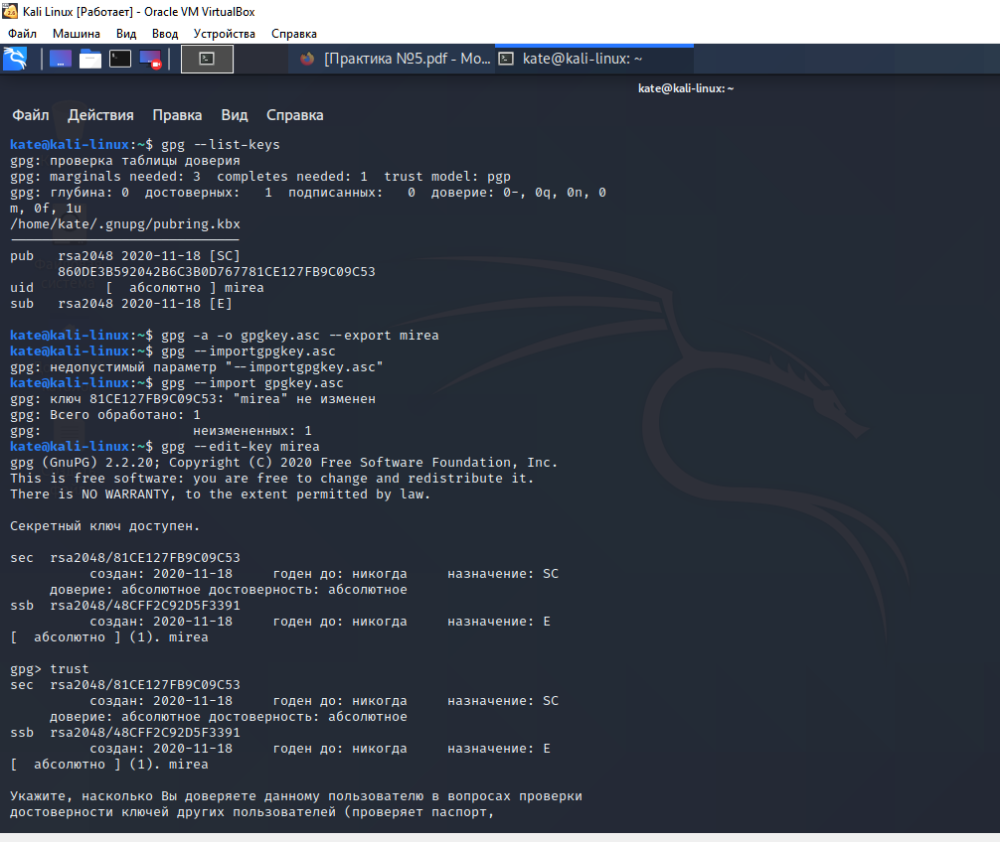 Kali Linux [Работает] - Oracle VM VirtualBox
Файл Машина Вид Ввод Устройства Справка
[Практика №5.pdf - Mo... kate@kali-linux: ~
kate@kali-linux: ~
Файл Действия Правка Вид Справка
kate@kali-linux:~$ gpg --list-keys
gpg: проверка таблицы доверия
gpg: marginals needed: 3 completes needed: 1 trust model: pgp
gpg: глубина: 0 достоверных: 1 подписанных: 0 доверие: 0-, 0q, 0n, 0
m, 0f, 1u
/home/kate/.gnupg/pubring.kbx
-----------------------------
pub rsa2048 2020-11-18 [SC]
860DE3B592042B6C3B0D767781CE127FB9C09C53
uid [ абсолютно ] mirea
sub rsa2048 2020-11-18 [E]
kate@kali-linux:~$ gpg -a -o gpgkey.asc --export mirea
kate@kali-linux:~$ gpg --importgpgkey.asc
gpg: недопустимый параметр "--importgpgkey.asc"
kate@kali-linux:~$ gpg --import gpgkey.asc
gpg: ключ 81CE127FB9C09C53: "mirea" не изменен
gpg: Всего обработано: 1
gpg: неизмененных: 1
kate@kali-linux:~$ gpg --edit-key mirea
gpg (GnuPG) 2.2.20; Copyright (C) 2020 Free Software Foundation, Inc.
This is free software: you are free to change and redistribute it.
There is NO WARRANTY, to the extent permitted by law.
Секретный ключ доступен.
sec rsa2048/81CE127FB9C09C53
создан: 2020-11-18 годен до: никогда назначение: SC
доверие: абсолютное достоверность: абсолютное
ssb rsa2048/48CFF2C92D5F3391
создан: 2020-11-18 годен до: никогда назначение: E
[ абсолютно ] (1). mirea
gpg> trust
sec rsa2048/81CE127FB9C09C53
создан: 2020-11-18 годен до: никогда назначение: SC
доверие: абсолютное достоверность: абсолютное
ssb rsa2048/48CFF2C92D5F3391
создан: 2020-11-18 годен до: никогда назначение: E
[ абсолютно ] (1). mirea
Укажите, насколько Вы доверяете данному пользователю в вопросах проверки
достоверности ключей других пользователей (проверяет паспорт,